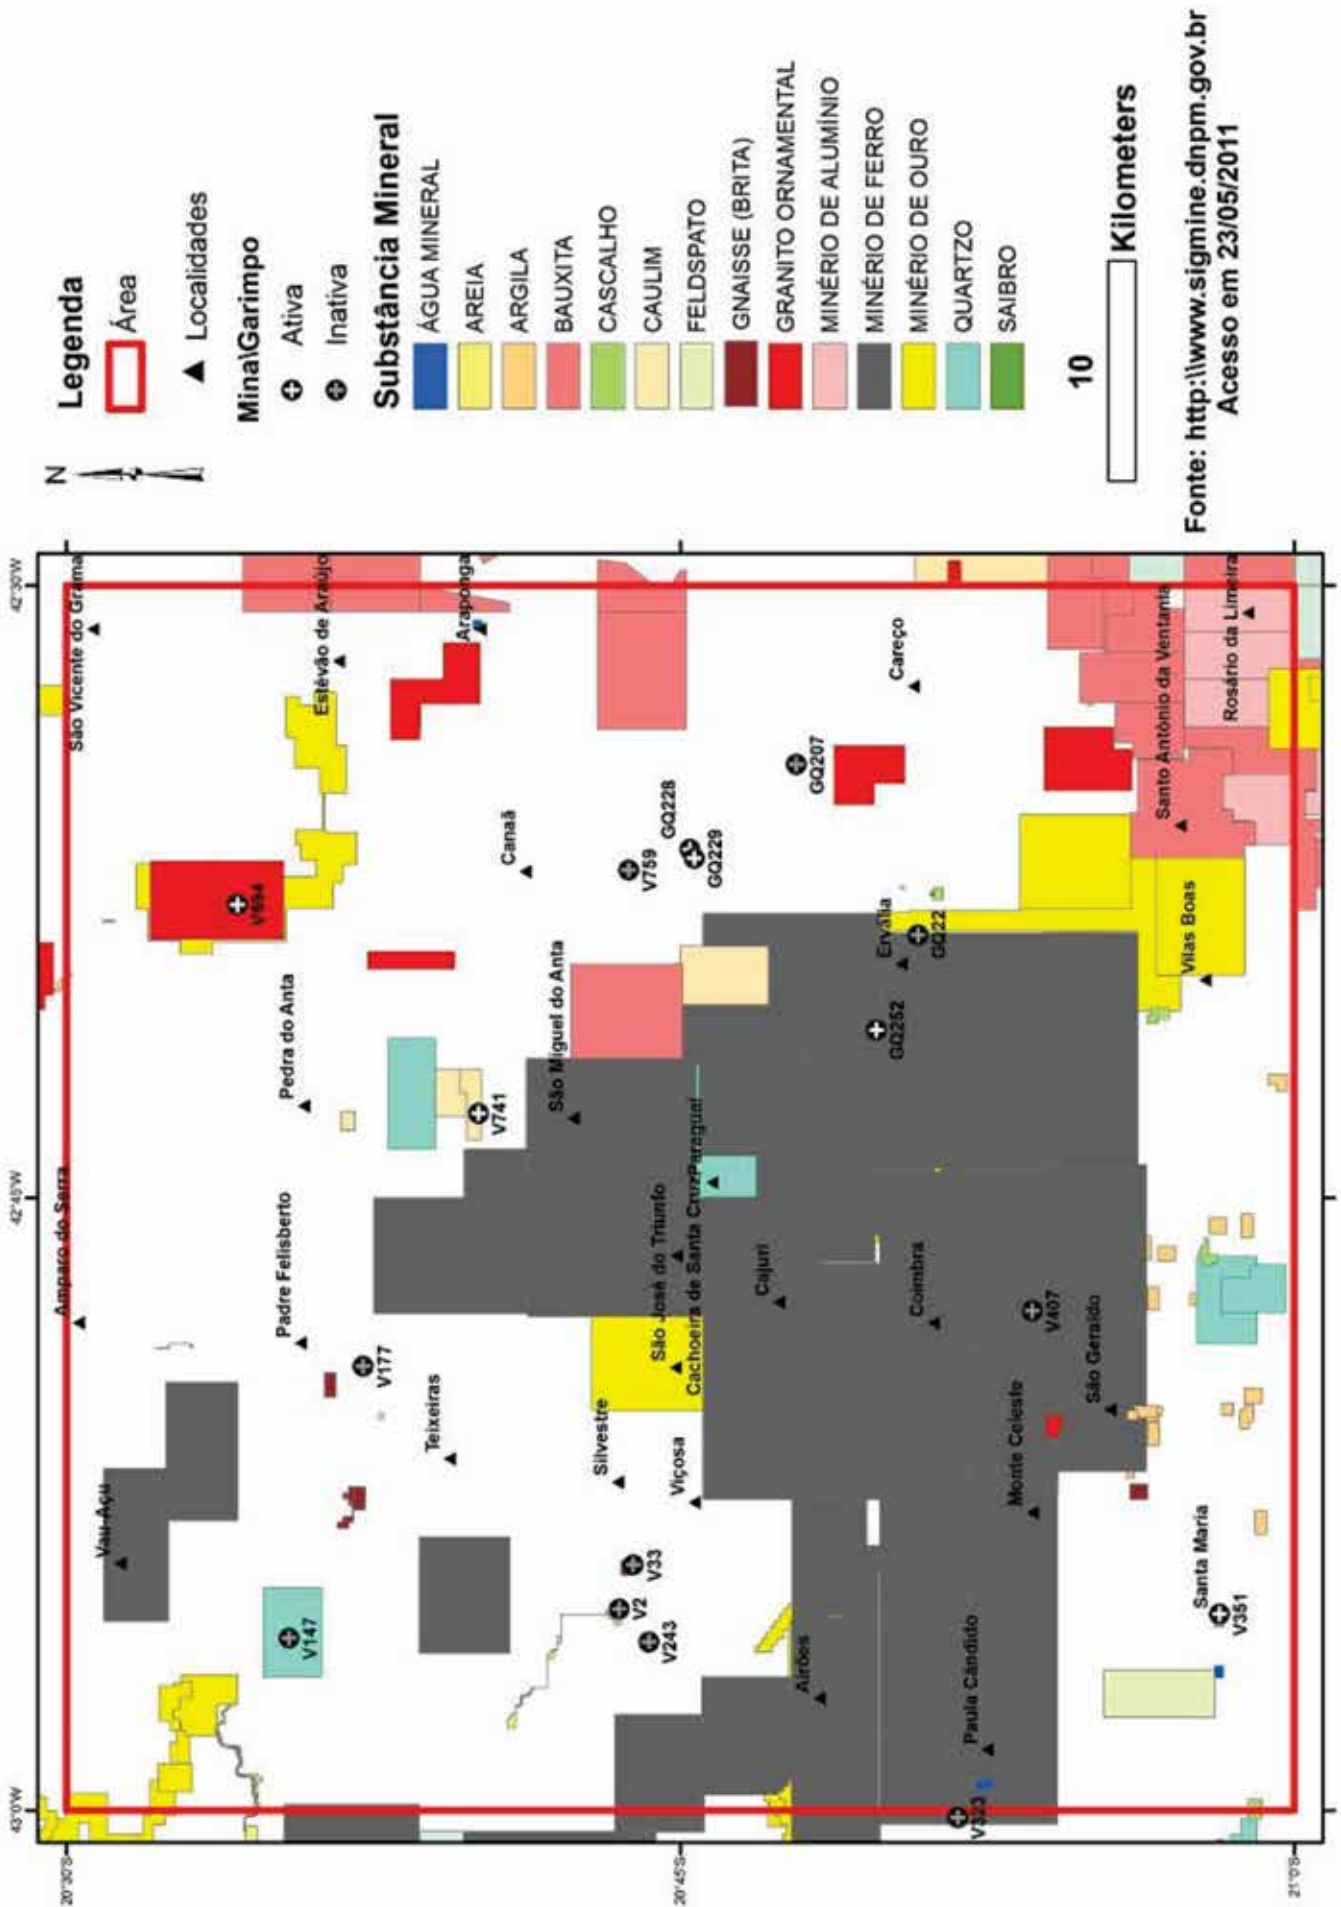 43°0'W
42°45'W
42°30'W
20°30'S
20°45'S
21°0'S
São Vicente do Grama
Amparo do Serra
Vau-Açu
Estêvão de Araújo
V594
Pedra do Anta
Padre Felisberto
V147
V177
Araponga
Canaã
V741
Teixeiras
São Miguel do Anta
V759
GQ228
GQ229
Silvestre
V33
V2
V243
Viçosa
São José do Triunfo
Cachoeira de Santa Cruz
Paraguai
GQ207
Cajuri
Airões
Careço
Ervália
GQ22
GQ252
Coimbra
V407
Paula Cândido
V323
Monte Celeste
São Geraldo
Santo Antônio da Ventania
Rosário da Limeira
Vilas Boas
Santa Maria
V351
N
Legenda
Área
Localidades
Mina\Garimpo
Ativa
Inativa
Substância Mineral
ÁGUA MINERAL
AREIA
ARGILA
BAUXITA
CASCALHO
CAULIM
FELDSPATO
GNAISSE (BRITA)
GRANITO ORNAMENTAL
MINÉRIO DE ALUMÍNIO
MINÉRIO DE FERRO
MINÉRIO DE OURO
QUARTZO
SAIBRO
10
Kilometers
Fonte: http:\\www.sigmine.dnpm.gov.br
Acesso em 23/05/2011